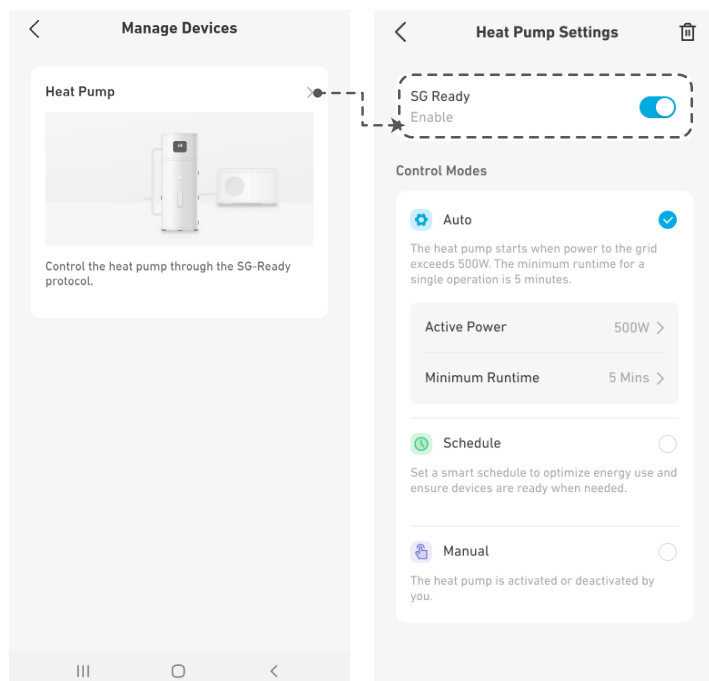 Manage Devices
Heat Pump
Control the heat pump through the SG-Ready
protocol.
Heat Pump Settings
SG Ready
Enable
Control Modes
Auto
The heat pump starts when power to the grid
exceeds 500W. The minimum runtime for a
single operation is 5 minutes.
Active Power 500W
Minimum Runtime 5 Mins
Schedule
Set a smart schedule to optimize energy use and
ensure devices are ready when needed.
Manual
The heat pump is activated or deactivated by
you.